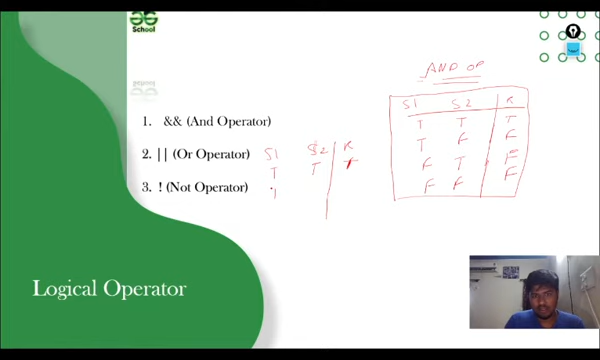 School
1. && (And Operator)
2. || (Or Operator)
3. ! (Not Operator)
Logical Operator
AND OP
S1 S2 R
T T T
T F F
F T F
F F F
S1 S2 R
T T T